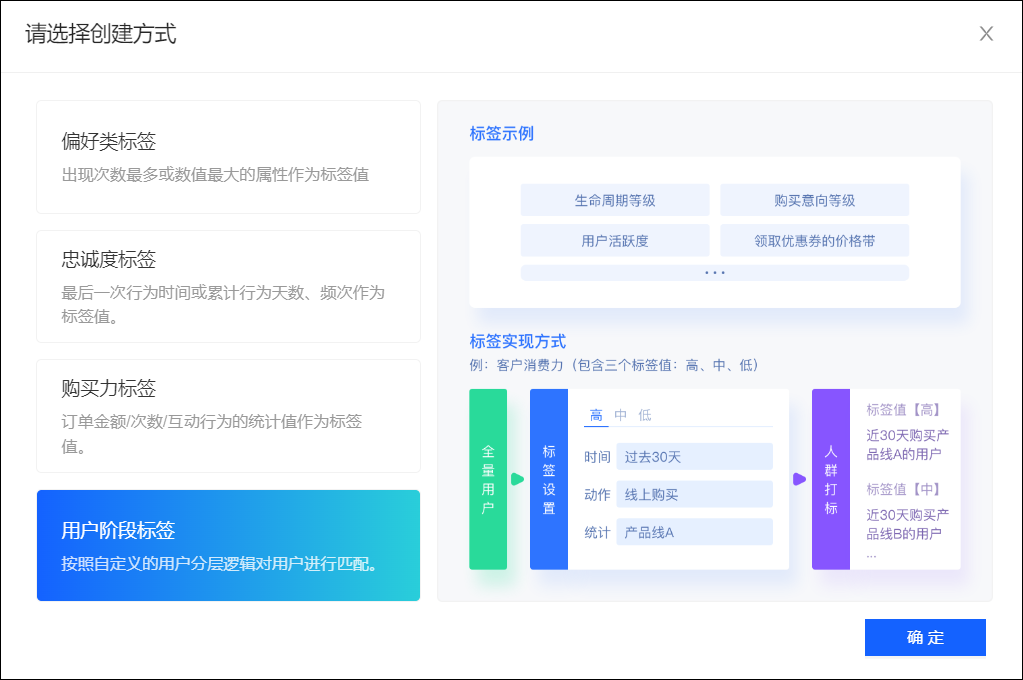 请选择创建方式
X
偏好类标签
出现次数最多或数值最大的属性作为标签值
忠诚度标签
最后一次行为时间或累计行为天数、频次作为
标签值。
购买力标签
订单金额/次数/互动行为的统计值作为标签
值。
用户阶段标签
按照自定义的用户分层逻辑对用户进行匹配。
标签示例
生命周期等级
购买意向等级
用户活跃度
领取优惠券的价格带
...
标签实现方式
例：客户消费力（包含三个标签值：高、中、低）
全量用户
标签设置
高 中 低
时间 过去30天
动作 线上购买
统计 产品线A
人群打标
标签值【高】
近30天购买产
品线A的用户
标签值【中】
近30天购买产
品线B的用户
...
确定